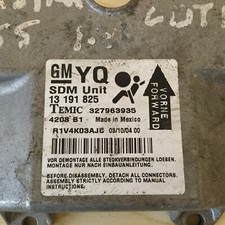 GM YQ
SDM Unit
13 191 825
TEMIC 327963935
4208 B1 Made in Mexico
R1V4K03AJC 03/10/04 00
VORNE
FORWARD
VOR DEMONTAGE ALLE STECKVERBINDUNGEN LOESEN.
MONTAGE NUR NACH EINBAUANLEITUNG.
BEFORE DISASSEMBLY, DETACH ALL CONNECTORS.
ASSEMBLY STRICTLY ACCORDING TO INSTRUCTIONS.